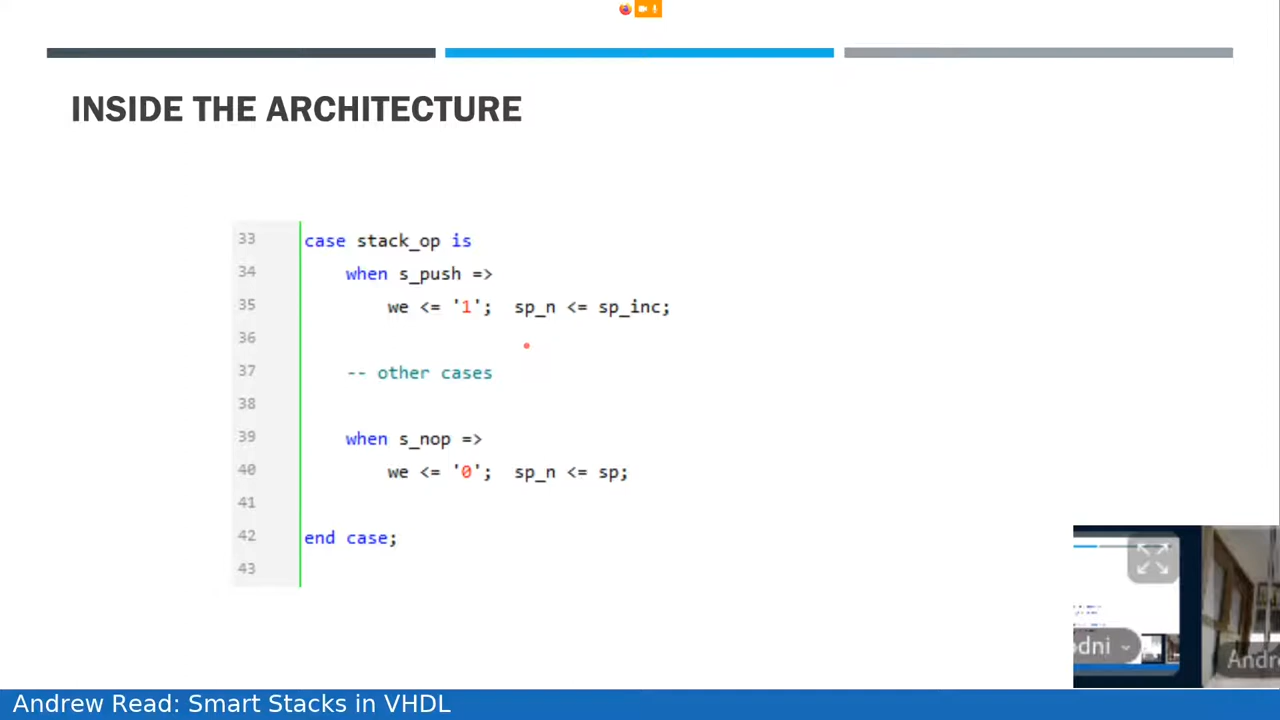 INSIDE THE ARCHITECTURE
33 case stack_op is
34 when s_push =>
35 we <= '1'; sp_n <= sp_inc;
36
37 -- other cases
38
39 when s_nop =>
40 we <= '0'; sp_n <= sp;
41
42 end case;
43
odni
Andre
Andrew Read: Smart Stacks in VHDL